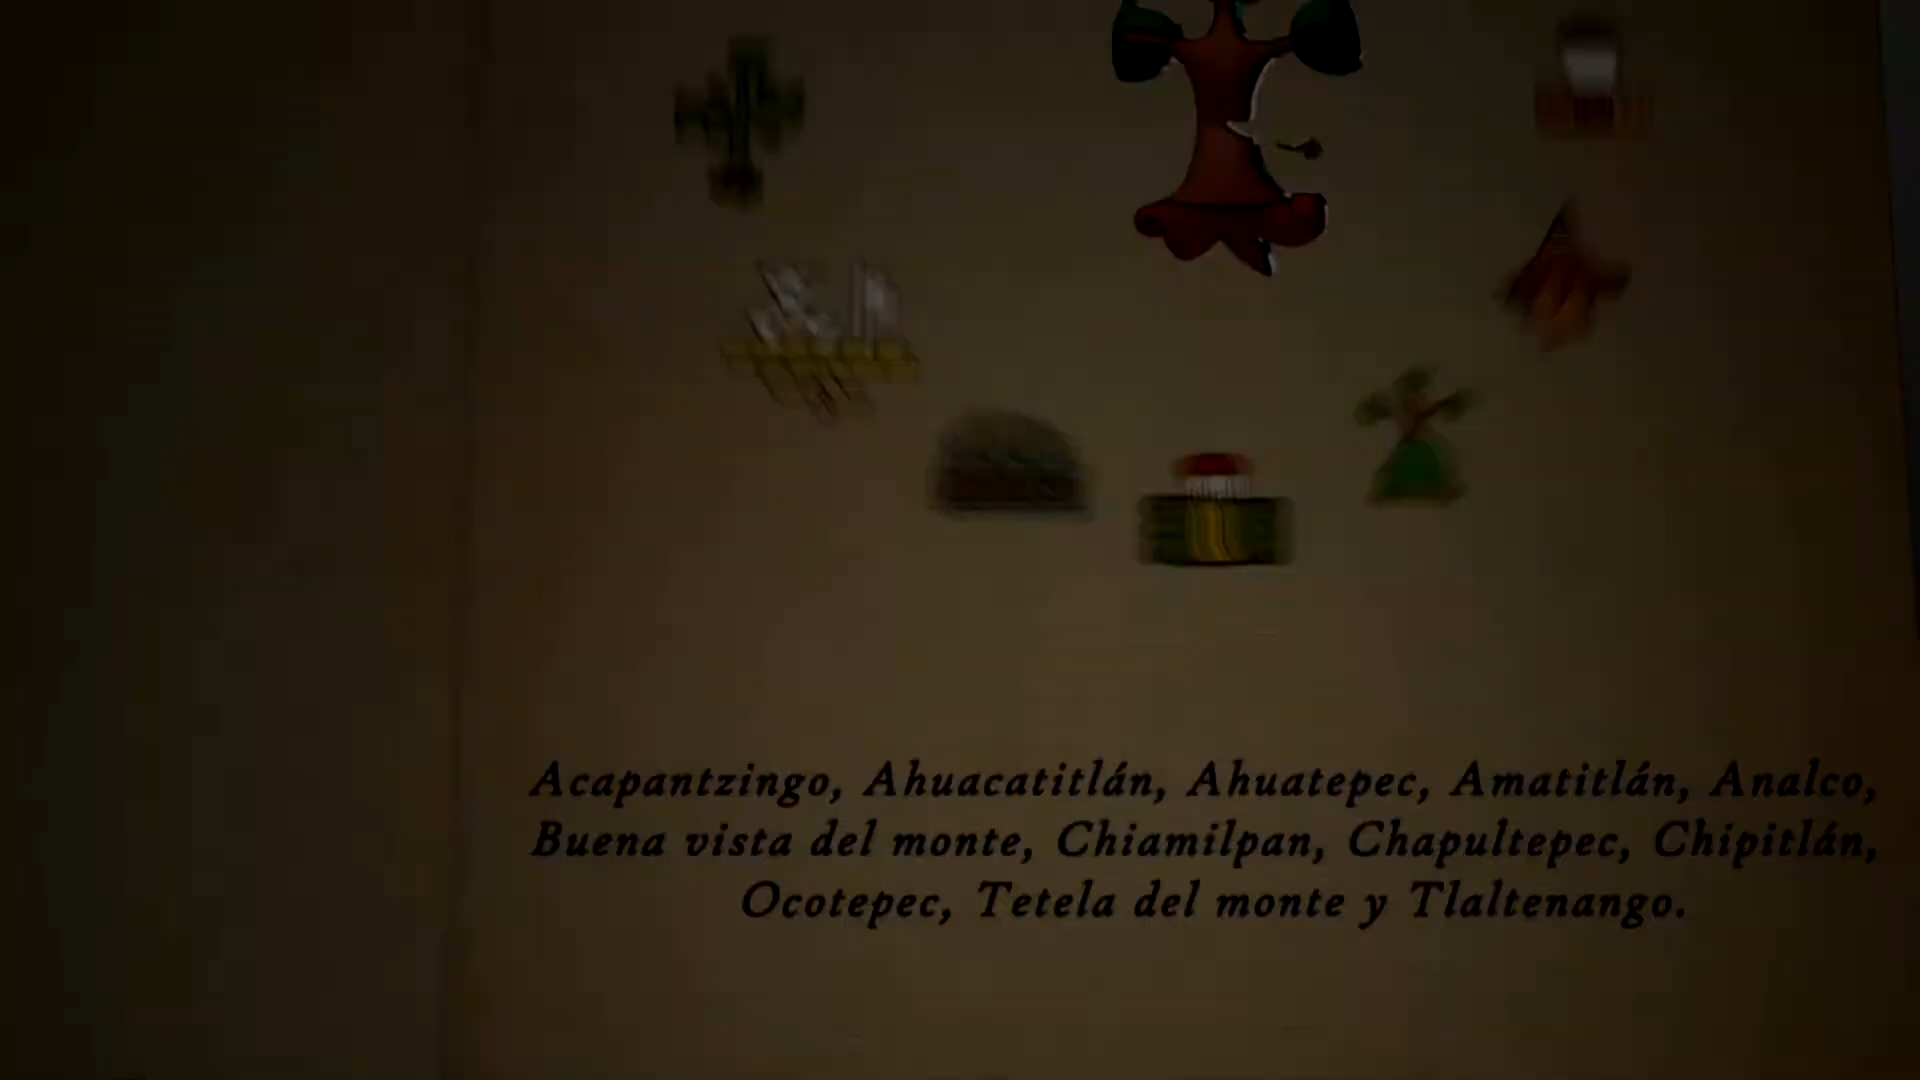 Acapantzingo, Ahuacatitlán, Ahuatepec, Amatitlán, Analco,
Buena vista del monte, Chiamilpan, Chapultepec, Chipitlán,
Ocotepec, Tetela del monte y Tlaltenango.